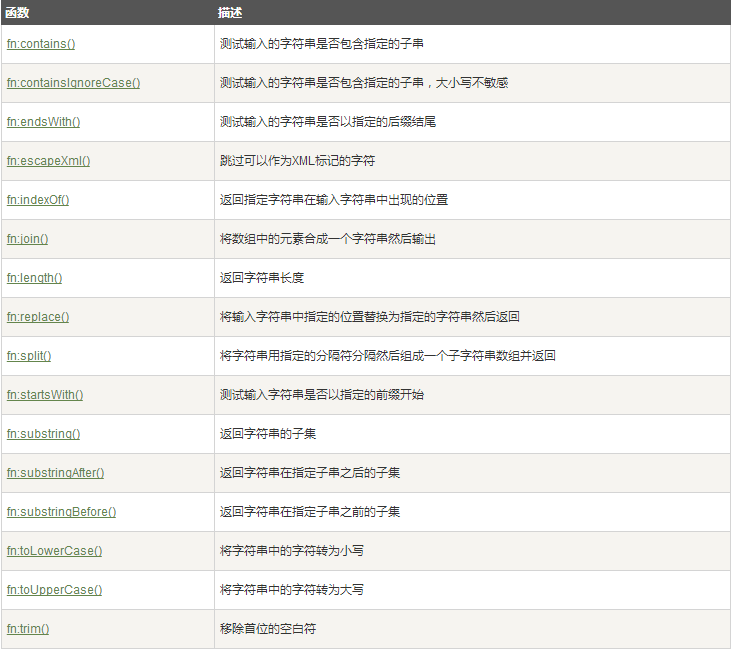 函数 描述
fn:contains() 测试输入的字符串是否包含指定的子串
fn:containsIgnoreCase() 测试输入的字符串是否包含指定的子串，大小写不敏感
fn:endsWith() 测试输入的字符串是否以指定的后缀结尾
fn:escapeXml() 跳过可以作为XML标记的字符
fn:indexOf() 返回指定字符串在输入字符串中出现的位置
fn:join() 将数组中的元素合成一个字符串然后输出
fn:length() 返回字符串长度
fn:replace() 将输入字符串中指定的位置替换为指定的字符串然后返回
fn:split() 将字符串用指定的分隔符分隔然后组成一个子字符串数组并返回
fn:startsWith() 测试输入字符串是否以指定的前缀开始
fn:substring() 返回字符串的子集
fn:substringAfter() 返回字符串在指定子串之后的子集
fn:substringBefore() 返回字符串在指定子串之前的子集
fn:toLowerCase() 将字符串中的字符转为小写
fn:toUpperCase() 将字符串中的字符转为大写
fn:trim() 移除首位的空白符